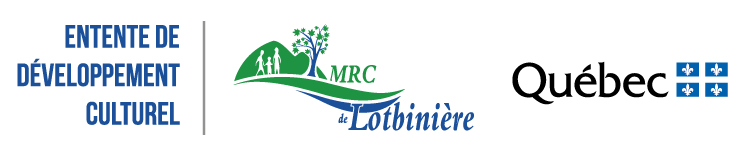 ENTENTE DE
DÉVELOPPEMENT
CULTUREL
MRC
de Lotbinière
Québec